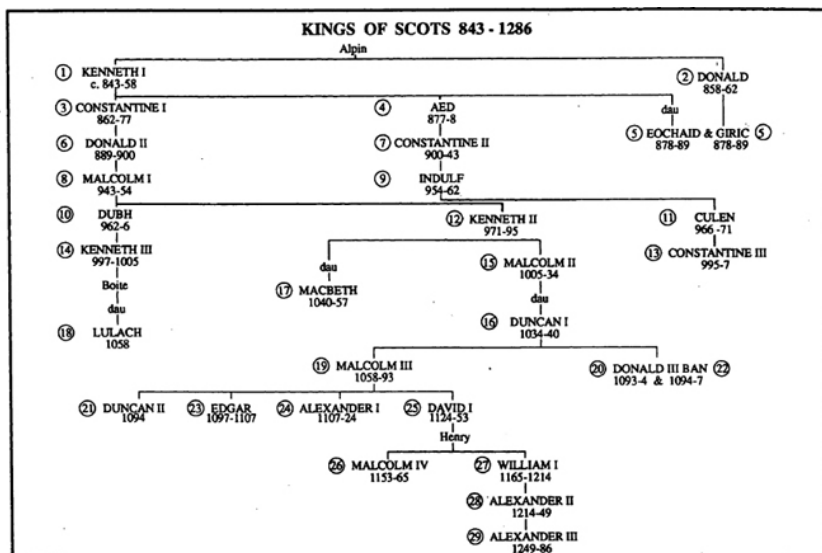 KINGS OF SCOTS 843 - 1286
Alpin
① KENNETH I
c. 843-58
② DONALD
858-62
③ CONSTANTINE I
862-77
④ AED
877-8
dau
⑤ EOCHAID & GIRIC ⑤
878-89 878-89
⑥ DONALD II
889-900
⑦ CONSTANTINE II
900-43
⑧ MALCOLM I
943-54
⑨ INDULF
954-62
⑩ DUBH
962-6
⑫ KENNETH II
971-95
⑪ CULEN
966 -71
⑭ KENNETH III
997-1005
⑬ CONSTANTINE III
995-7
dau
⑮ MALCOLM II
1005-34
Boite
⑰ MACBETH
1040-57
dau
dau
⑱ LULACH
1058
⑯ DUNCAN I
1034-40
⑲ MALCOLM III
1058-93
⑳ DONALD III BAN ㉒
1093-4 & 1094-7
㉑ DUNCAN II
1094
㉓ EDGAR
1097-1107
㉔ ALEXANDER I
1107-24
㉕ DAVID I
1124-53
Henry
㉖ MALCOLM IV
1153-65
㉗ WILLIAM I
1165-1214
㉘ ALEXANDER II
1214-49
㉙ ALEXANDER III
1249-86